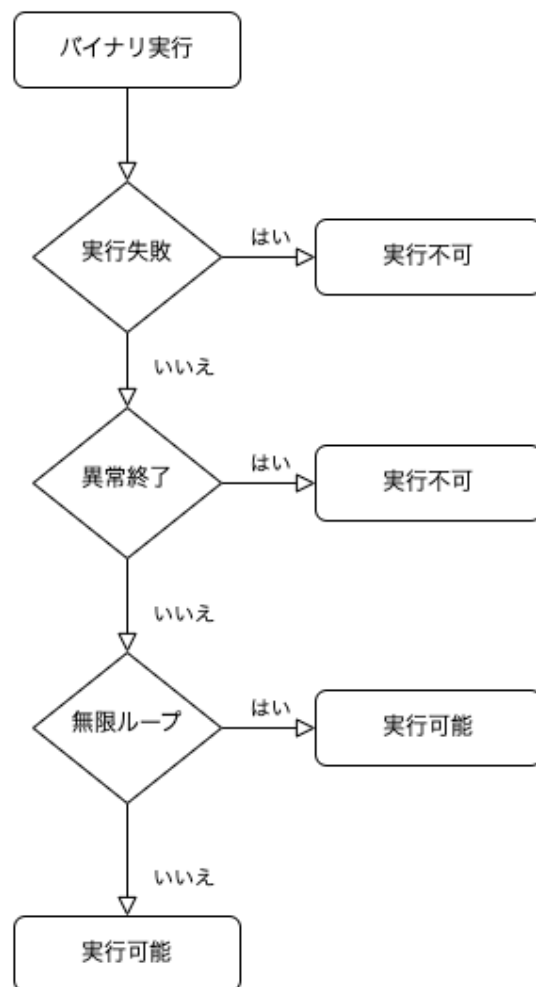 バイナリ実行
実行失敗
はい
実行不可
いいえ
異常終了
はい
実行不可
いいえ
無限ループ
はい
実行可能
いいえ
実行可能